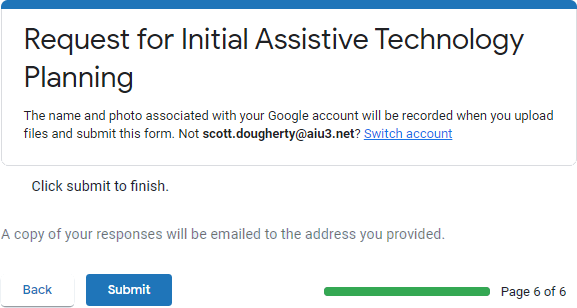 Request for Initial Assistive Technology
Planning
The name and photo associated with your Google account will be recorded when you upload
files and submit this form. Not scott.dougherty@aiu3.net? Switch account
Click submit to finish.
A copy of your responses will be emailed to the address you provided.
Back
Submit
Page 6 of 6